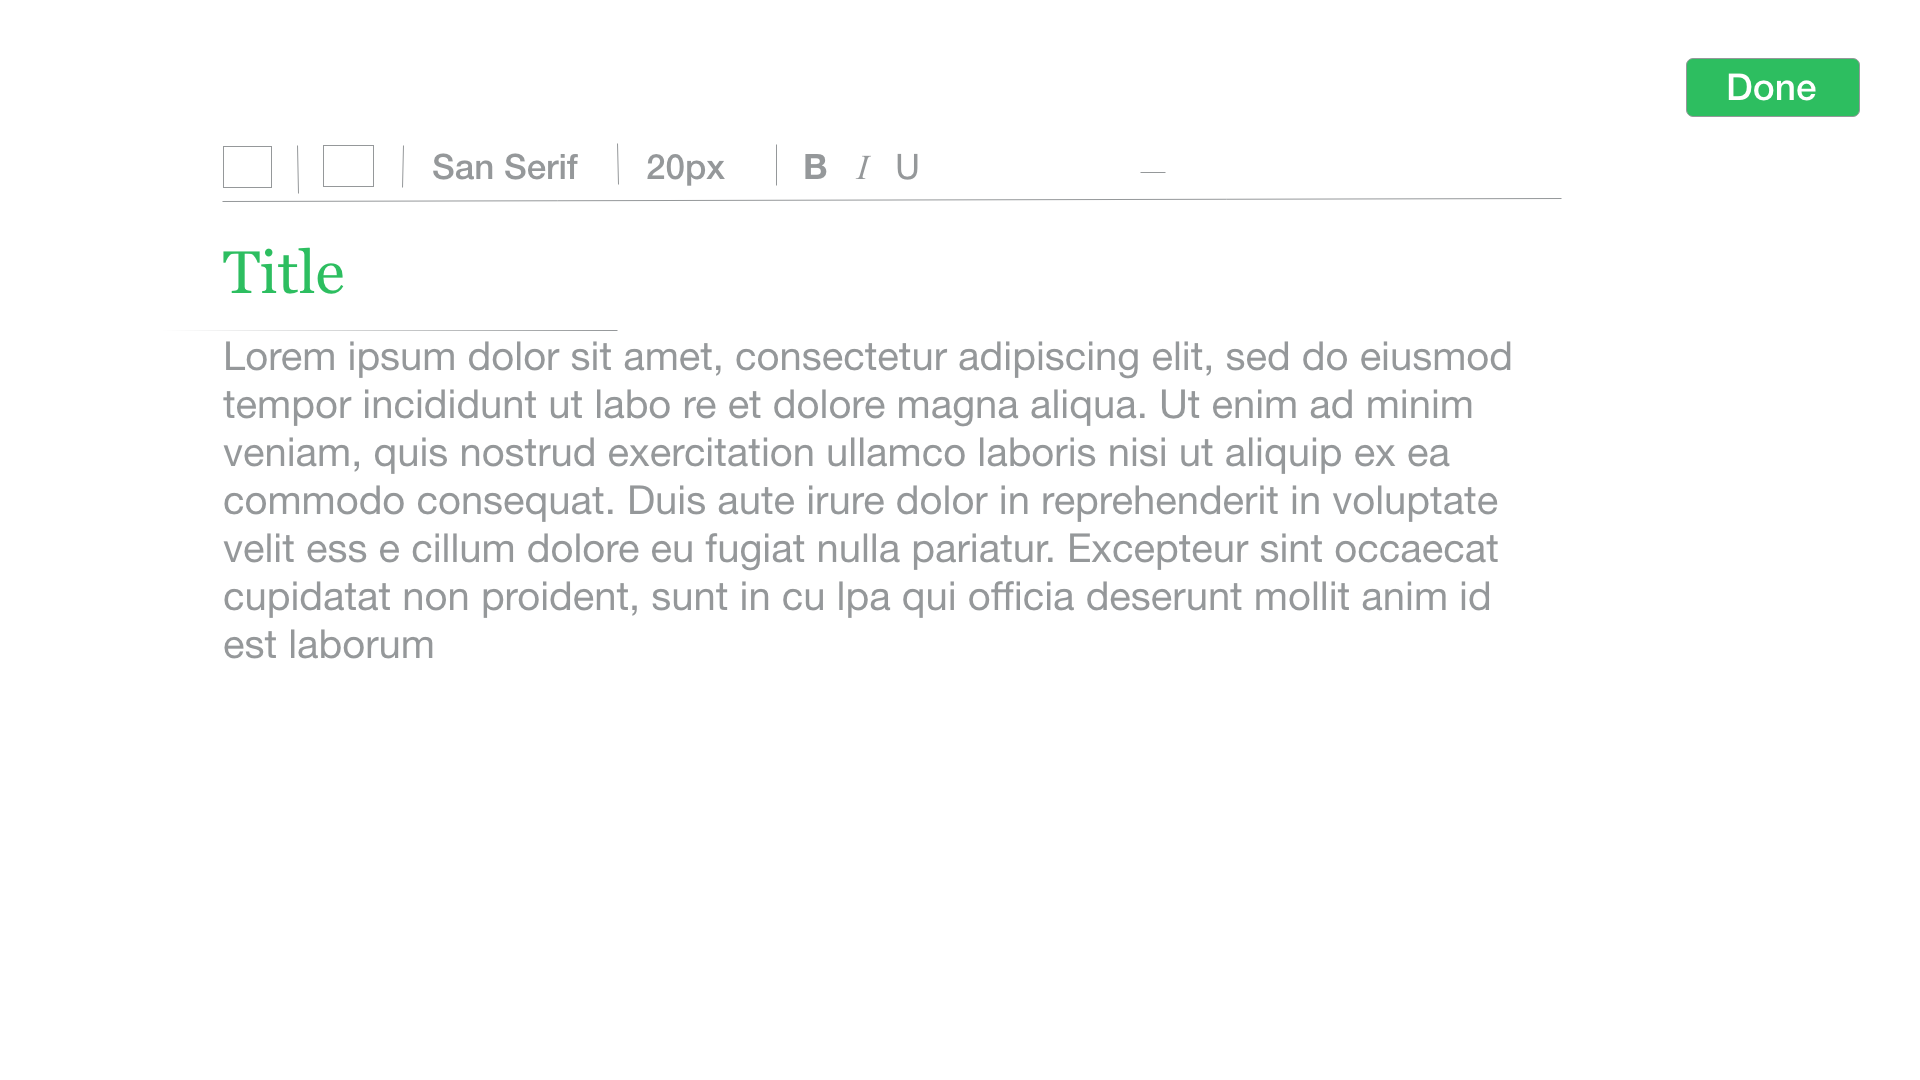 Done
San Serif 20px B I U
Title
Lorem ipsum dolor sit amet, consectetur adipiscing elit, sed do eiusmod
tempor incididunt ut labo re et dolore magna aliqua. Ut enim ad minim
veniam, quis nostrud exercitation ullamco laboris nisi ut aliquip ex ea
commodo consequat. Duis aute irure dolor in reprehenderit in voluptate
velit ess e cillum dolore eu fugiat nulla pariatur. Excepteur sint occaecat
cupidatat non proident, sunt in cu lpa qui officia deserunt mollit anim id
est laborum